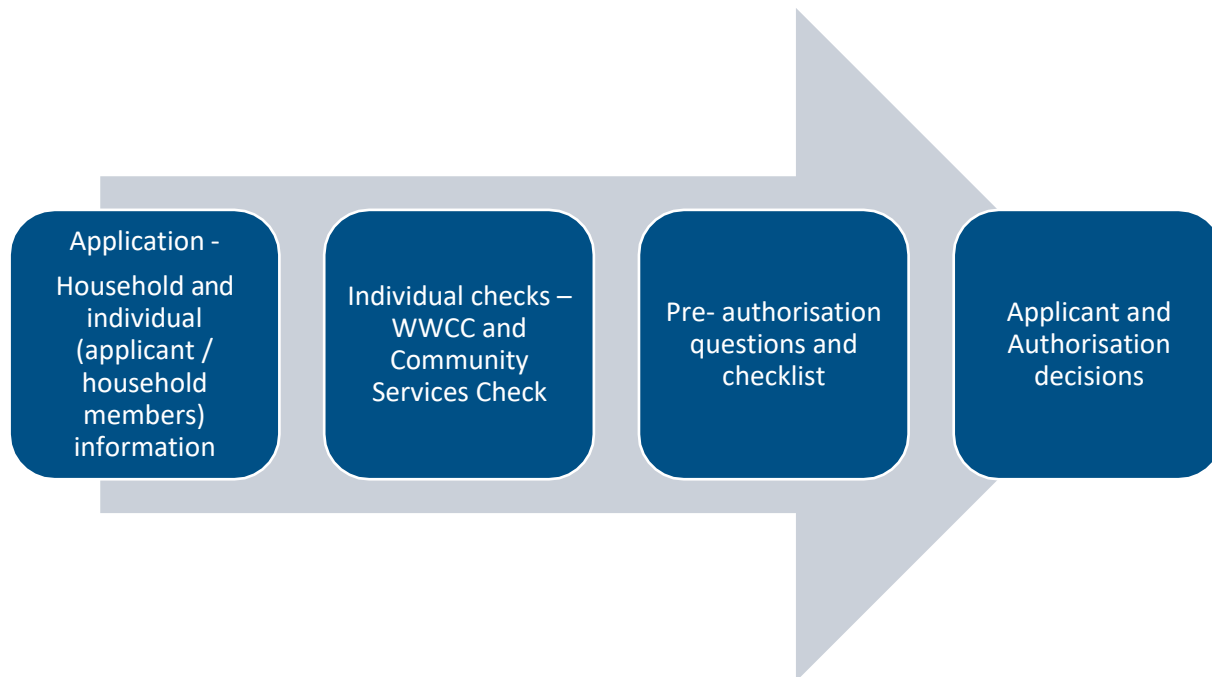 Application -
Household and
individual
(applicant /
household
members)
information
Individual checks –
WWCC and
Community
Services Check
Pre- authorisation
questions and
checklist
Applicant and
Authorisation
decisions